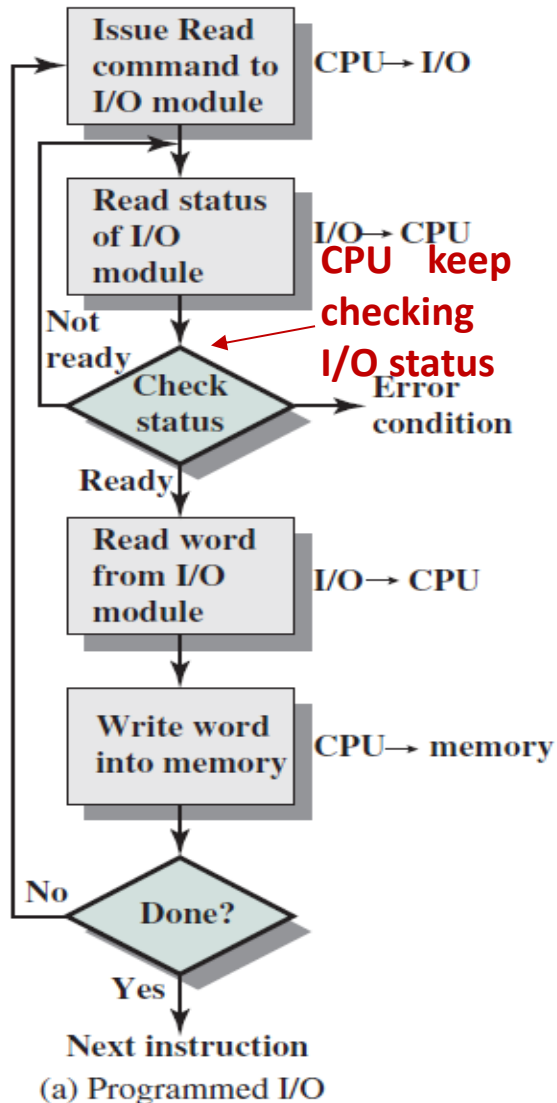 Issue Read
command to
I/O module
CPU → I/O
Read status
of I/O
module
I/O → CPU
CPU keep
checking
I/O status
Not
ready
Check
status
Error
condition
Ready
Read word
from I/O
module
I/O → CPU
Write word
into memory
CPU → memory
No
Done?
Yes
Next instruction
(a) Programmed I/O